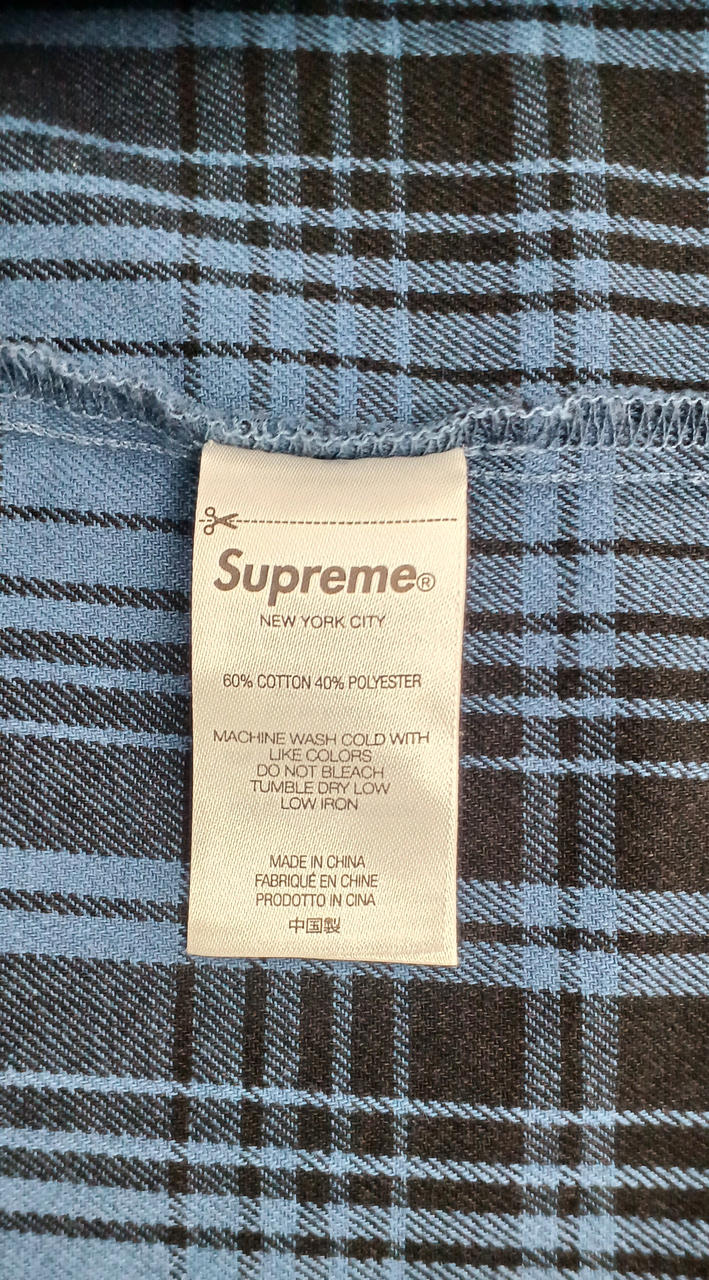 Supreme®
NEW YORK CITY
60% COTTON 40% POLYESTER
MACHINE WASH COLD WITH
LIKE COLORS
DO NOT BLEACH
TUMBLE DRY LOW
LOW IRON
MADE IN CHINA
FABRIQUÉ EN CHINE
PRODOTTO IN CINA
中国製